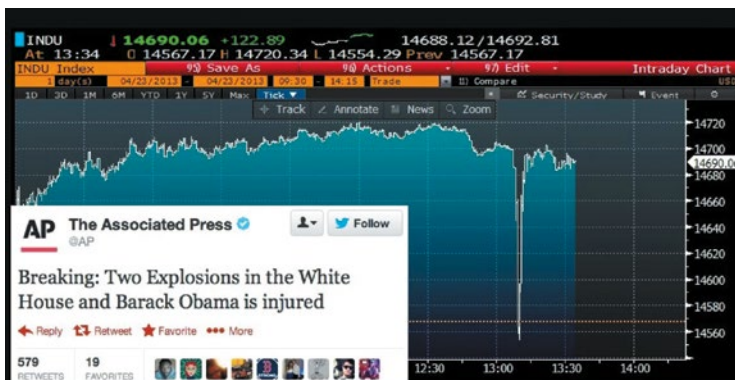 INDU 14690.06 +122.89 14688.12/14692.81
At 13:34 O 14567.17 H 14720.34 L 14554.29 Prev 14567.17
INDU Index 95) Save As 96) Actions 97) Edit Intraday Chart
1 day(s) 04/23/2013 - 04/23/2013 09:30 - 14:15 Trade Compare USD
1D 3D 1M 6M YTD 1Y 5Y Max Tick Security/Study Event
Track Annotate News Zoom
14720
14700
14690.06
14660
14640
14620
14600
14580
14560
12:30 13:00 13:30 14:00
AP The Associated Press
@AP
Follow
Breaking: Two Explosions in the White
House and Barack Obama is injured
Reply Retweet Favorite More
579 19
RETWEETS FAVORITES